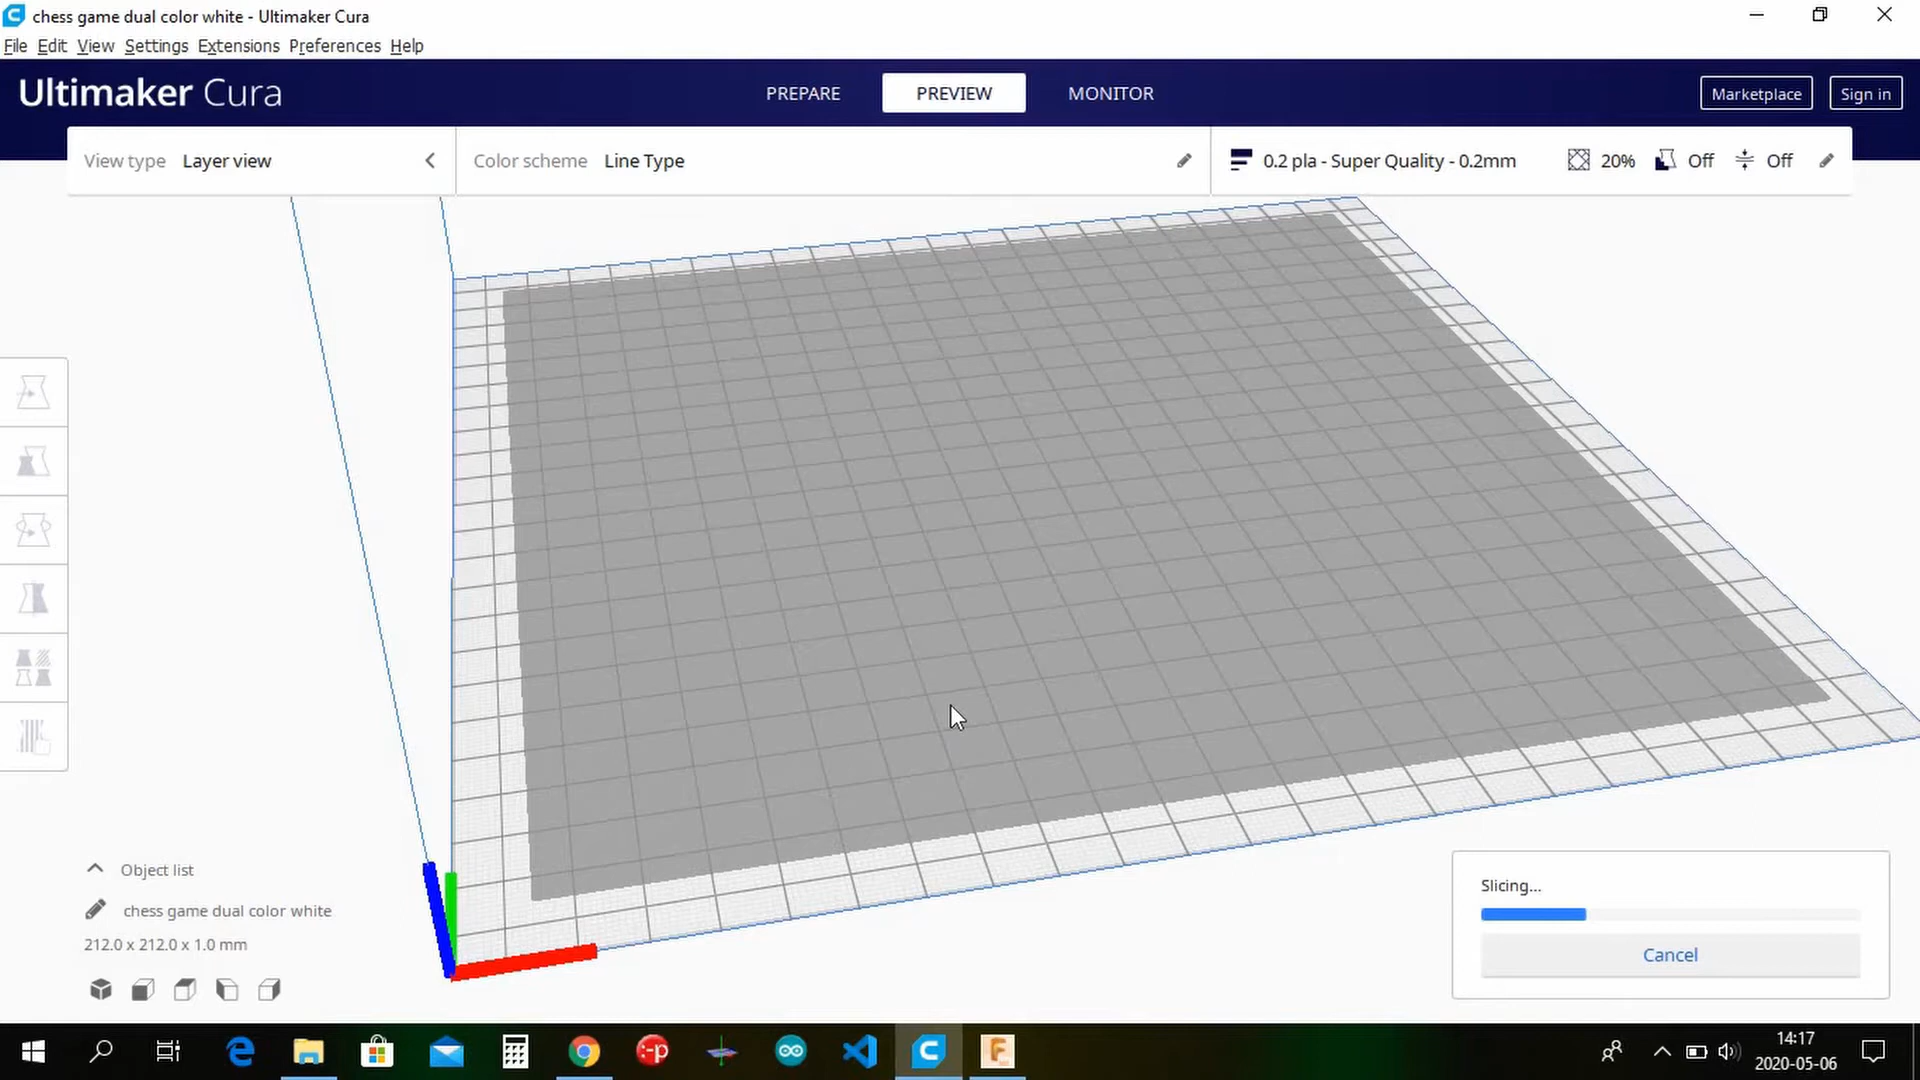 chess game dual color white - Ultimaker Cura
File Edit View Settings Extensions Preferences Help
Ultimaker Cura
PREPARE
PREVIEW
MONITOR
Marketplace
Sign in
View type Layer view
Color scheme Line Type
0.2 pla - Super Quality - 0.2mm
20%
Off
Off
Object list
chess game dual color white
212.0 x 212.0 x 1.0 mm
Slicing...
Cancel
14:17
2020-05-06